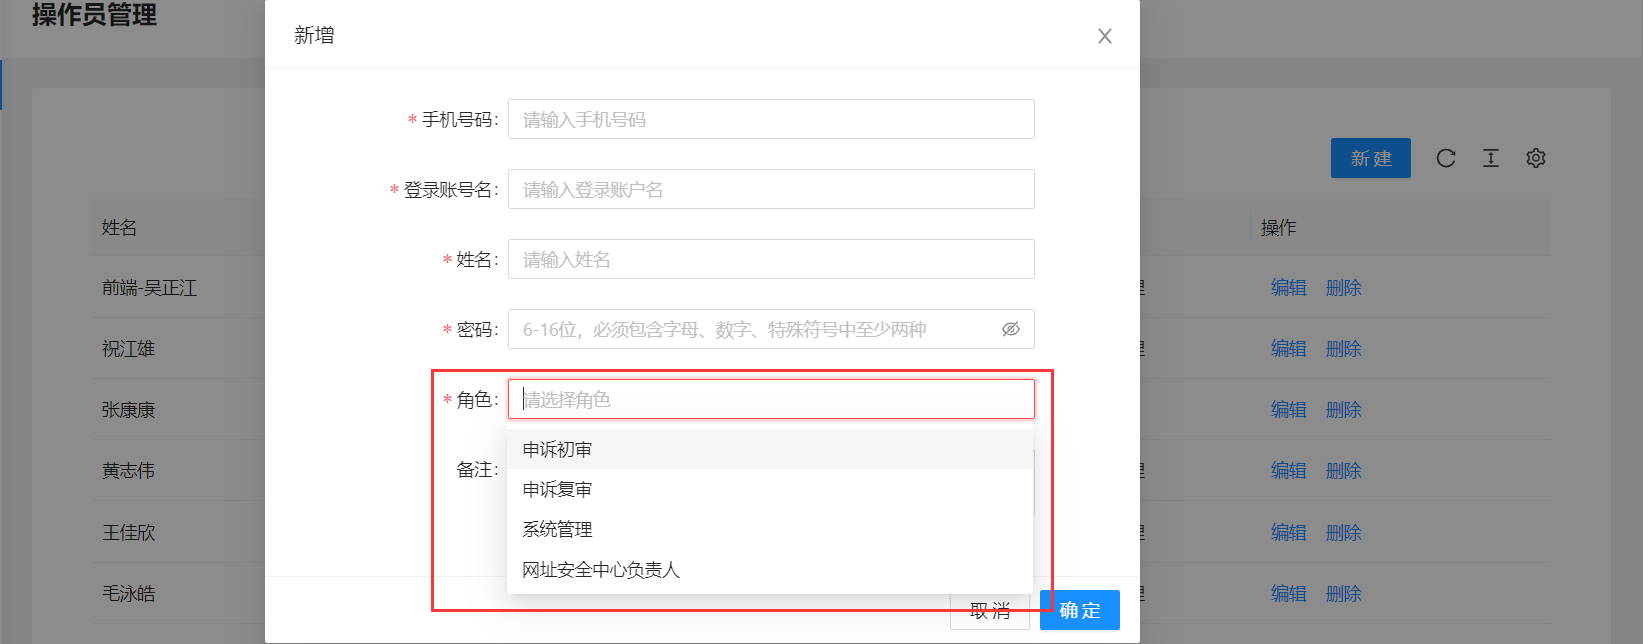 操作员管理
新增
* 手机号码: 请输入手机号码
* 登录账号名: 请输入登录账户名
* 姓名: 请输入姓名
* 密码: 6-16位，必须包含字母、数字、特殊符号中至少两种
* 角色: 请选择角色
备注:
申诉初审
申诉复审
系统管理
网址安全中心负责人
取消 确定
新建
姓名 操作
前端-吴正江 编辑 删除
祝江雄 编辑 删除
张康康 编辑 删除
黄志伟 编辑 删除
王佳欣 编辑 删除
毛泳皓 编辑 删除